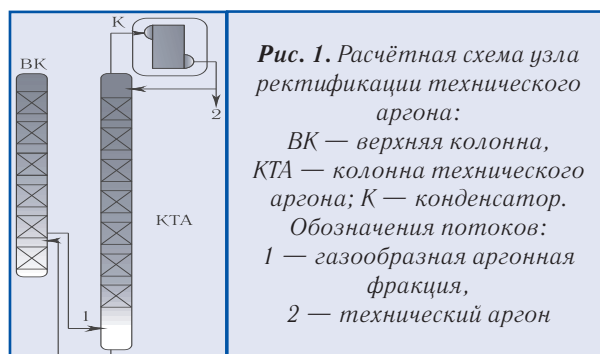 К
ВК
2
КТА
1
Рис. 1. Расчётная схема узла
ректификации технического
аргона:
ВК — верхняя колонна,
КТА — колонна технического
аргона; К — конденсатор.
Обозначения потоков:
1 — газообразная аргонная
фракция,
2 — технический аргон